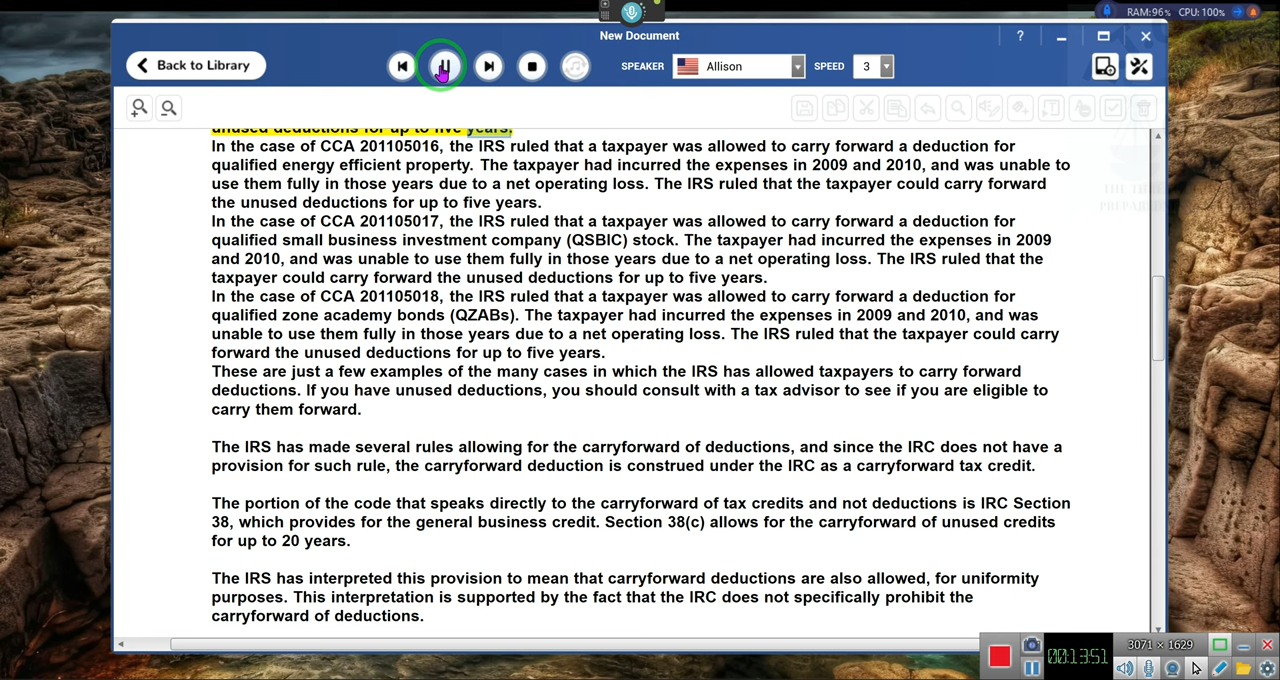 RAM:96% CPU:100%
New Document
Back to Library
SPEAKER Allison SPEED 3
unused deductions for up to five years.
In the case of CCA 201105016, the IRS ruled that a taxpayer was allowed to carry forward a deduction for
qualified energy efficient property. The taxpayer had incurred the expenses in 2009 and 2010, and was unable to
use them fully in those years due to a net operating loss. The IRS ruled that the taxpayer could carry forward
the unused deductions for up to five years.
In the case of CCA 201105017, the IRS ruled that a taxpayer was allowed to carry forward a deduction for
qualified small business investment company (QSBIC) stock. The taxpayer had incurred the expenses in 2009
and 2010, and was unable to use them fully in those years due to a net operating loss. The IRS ruled that the
taxpayer could carry forward the unused deductions for up to five years.
In the case of CCA 201105018, the IRS ruled that a taxpayer was allowed to carry forward a deduction for
qualified zone academy bonds (QZABs). The taxpayer had incurred the expenses in 2009 and 2010, and was
unable to use them fully in those years due to a net operating loss. The IRS ruled that the taxpayer could carry
forward the unused deductions for up to five years.
These are just a few examples of the many cases in which the IRS has allowed taxpayers to carry forward
deductions. If you have unused deductions, you should consult with a tax advisor to see if you are eligible to
carry them forward.
The IRS has made several rules allowing for the carryforward of deductions, and since the IRC does not have a
provision for such rule, the carryforward deduction is construed under the IRC as a carryforward tax credit.
The portion of the code that speaks directly to the carryforward of tax credits and not deductions is IRC Section
38, which provides for the general business credit. Section 38(c) allows for the carryforward of unused credits
for up to 20 years.
The IRS has interpreted this provision to mean that carryforward deductions are also allowed, for uniformity
purposes. This interpretation is supported by the fact that the IRC does not specifically prohibit the
carryforward of deductions.
3071 × 1629
00:13:51